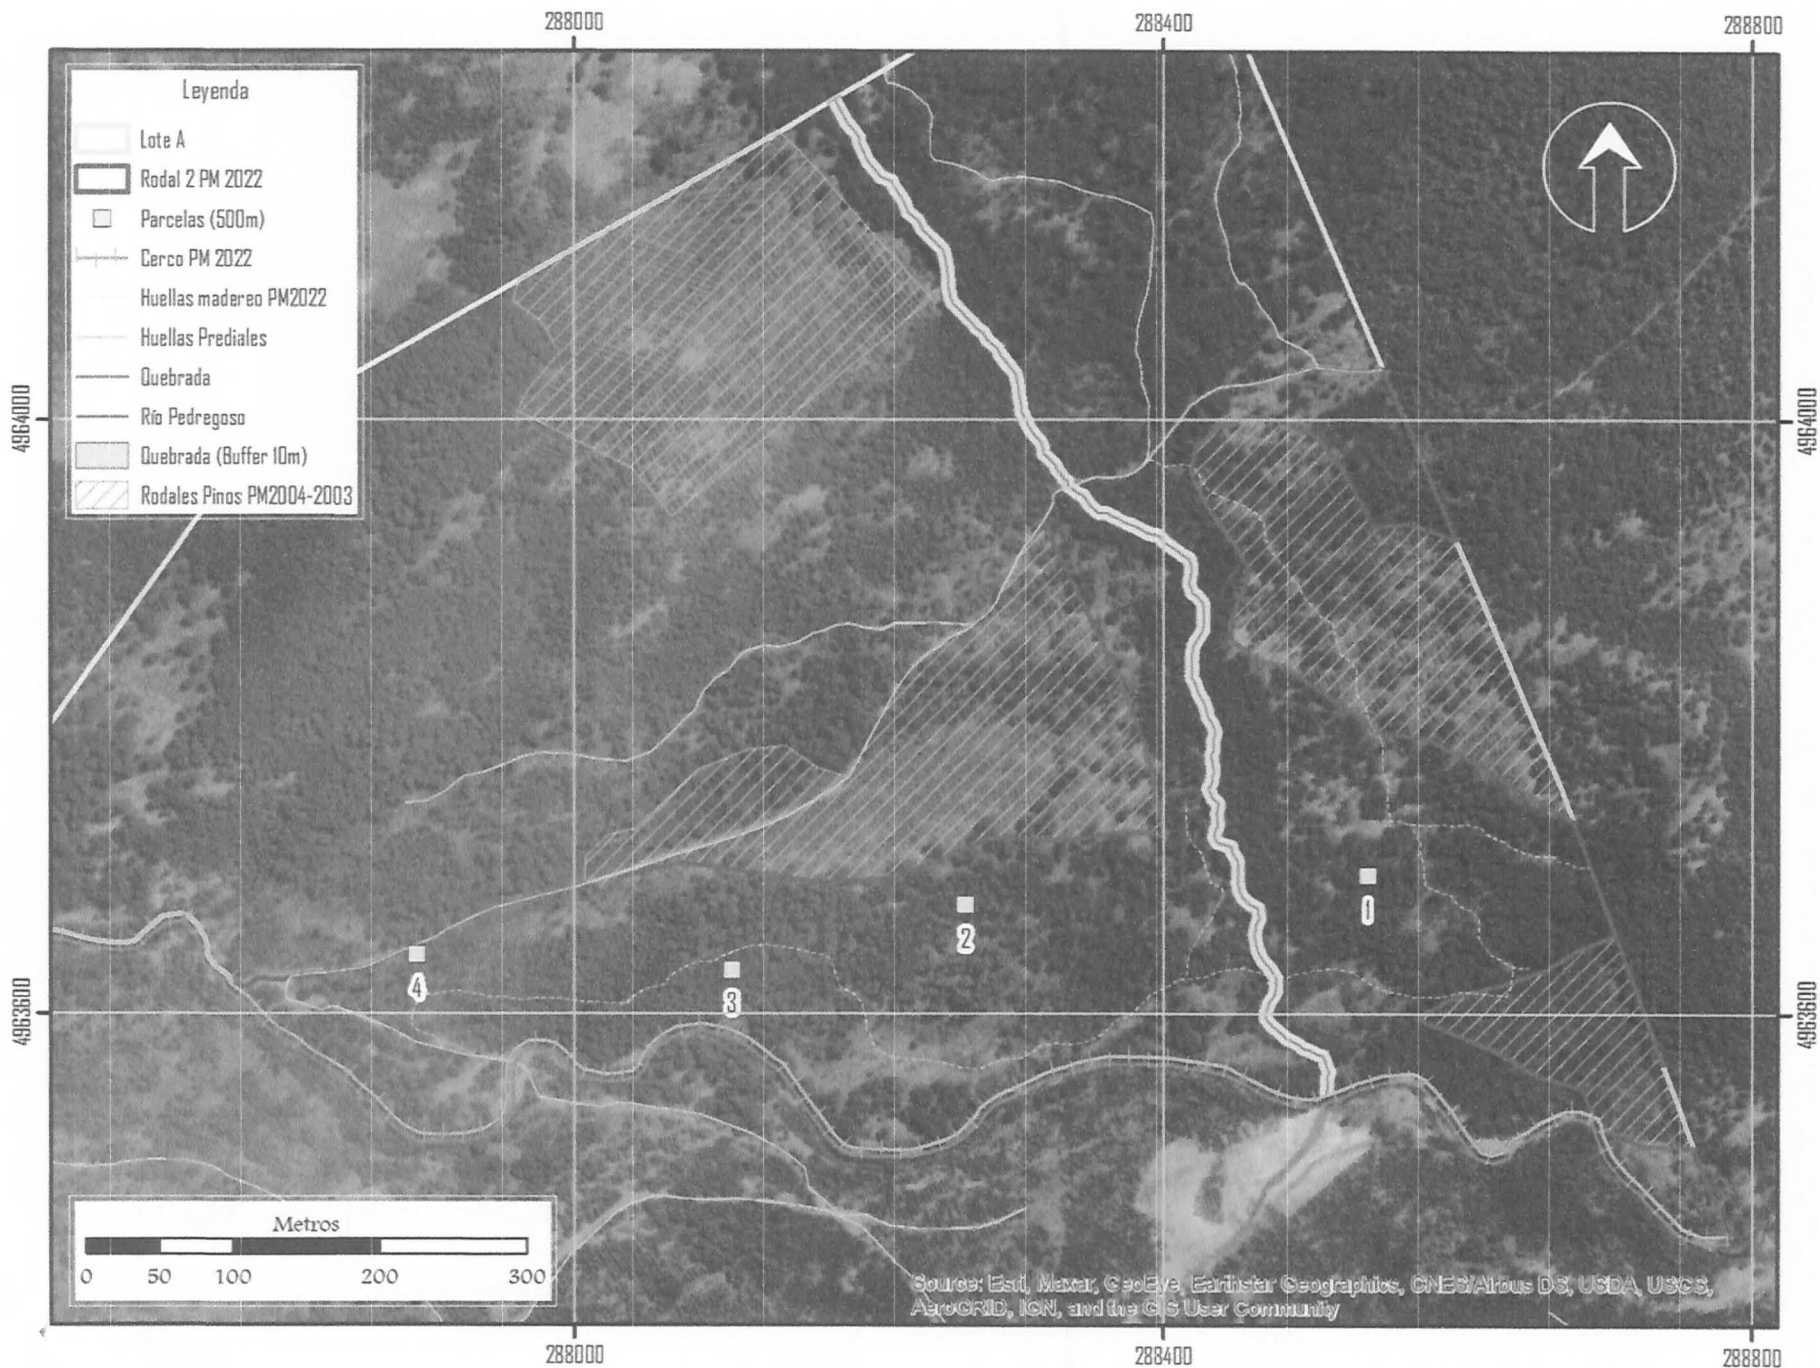 288000
288400
288800
Leyenda
Lote A
Rodal 2 PM 2022
Parcelas (500m)
Cerco PM 2022
Huellas madereo PM2022
Huellas Prediales
Quebrada
Río Pedregoso
Quebrada (Buffer 10m)
Rodales Pinos PM2004-2003
4964000
4964000
1
2
3
4
4963600
4963600
Metros
0 50 100 200 300
Source: Esri, Maxar, GeoEye, Earthstar Geographics, CNES/Airbus DS, USDA, USGS,
AeroGRID, IGN, and the GIS User Community
288000
288400
288800